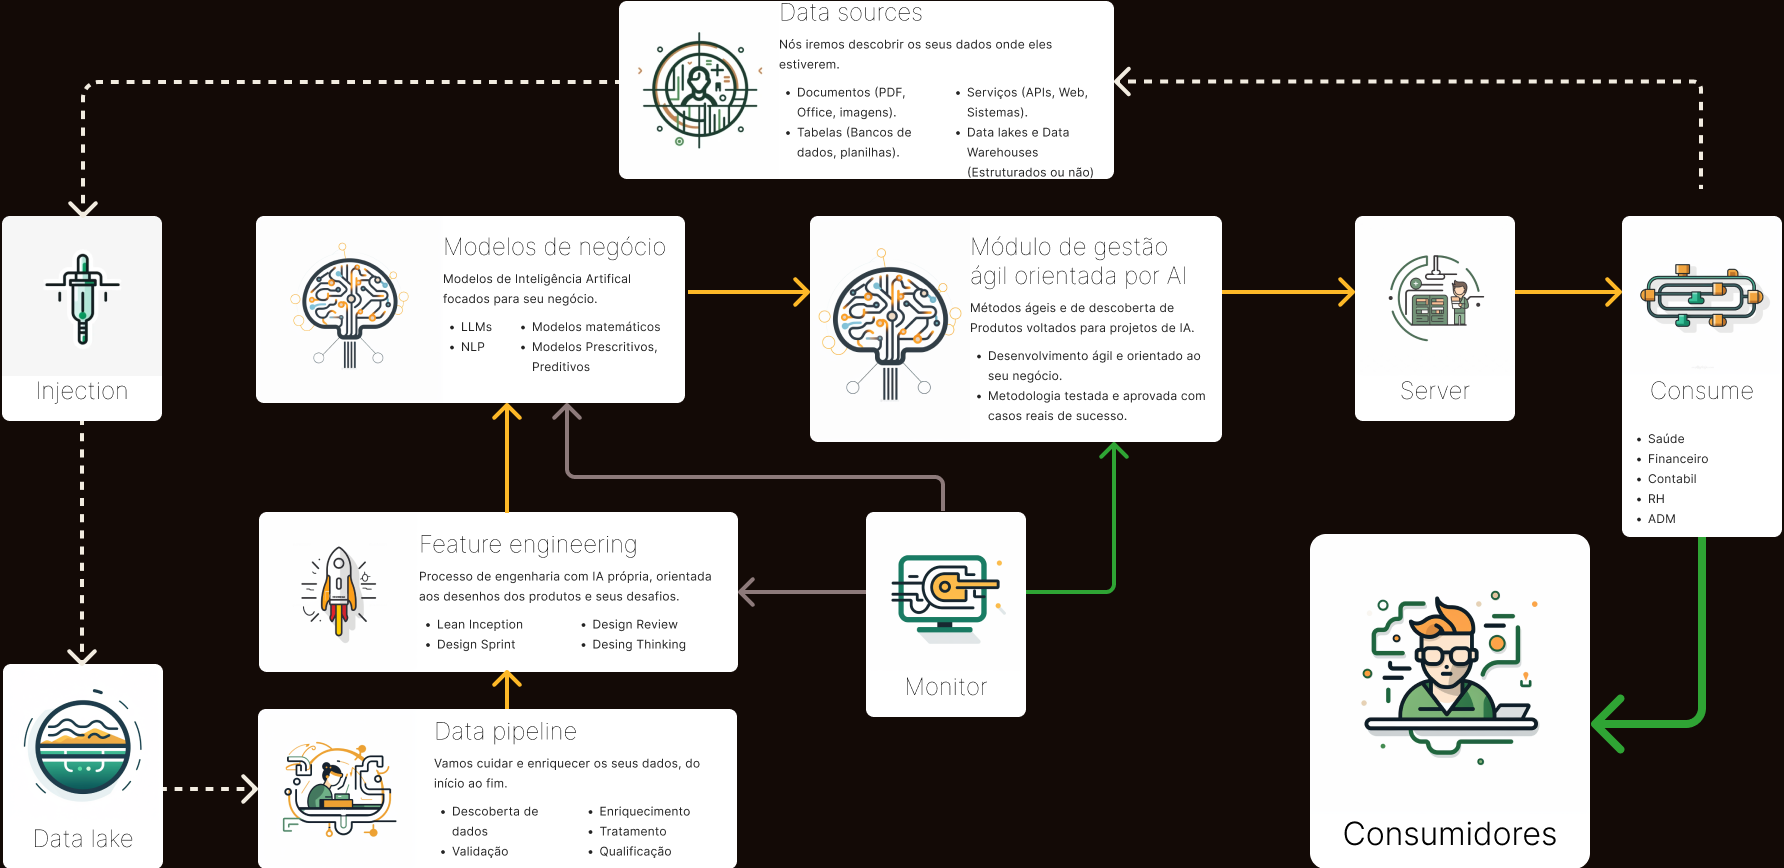 Data sources
Nós iremos descobrir os seus dados onde eles
estiverem.
• Documentos (PDF,
Office, imagens).
• Tabelas (Bancos de
dados, planilhas).
• Serviços (APIs, Web,
Sistemas).
• Data lakes e Data
Warehouses
(Estruturados ou não)
Injection
Modelos de negócio
Modelos de Inteligência Artifical
focados para seu negócio.
• LLMs
• NLP
• Modelos matemáticos
• Modelos Prescritivos,
Preditivos
Módulo de gestão
ágil orientada por AI
Métodos ágeis e de descoberta de
Produtos voltados para projetos de IA.
• Desenvolvimento ágil e orientado ao
seu negócio.
• Metodologia testada e aprovada com
casos reais de sucesso.
Server
Consume
• Saúde
• Financeiro
• Contabil
• RH
• ADM
Feature engineering
Processo de engenharia com IA própria, orientada
aos desenhos dos produtos e seus desafios.
• Lean Inception
• Design Sprint
• Design Review
• Desing Thinking
Monitor
Data lake
Data pipeline
Vamos cuidar e enriquecer os seus dados, do
início ao fim.
• Descoberta de
dados
• Validação
• Enriquecimento
• Tratamento
• Qualificação
Consumidores